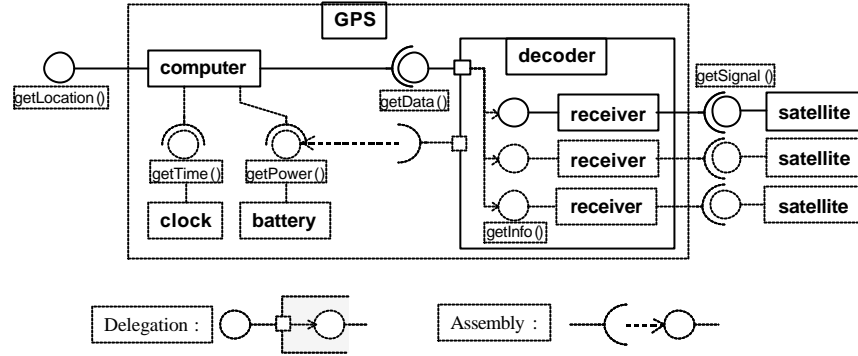 GPS
decoder
computer
getLocation()
getData()
getSignal()
receiver
satellite
receiver
satellite
getTime()
getPower()
clock
battery
receiver
satellite
getInfo()
Delegation :
Assembly :